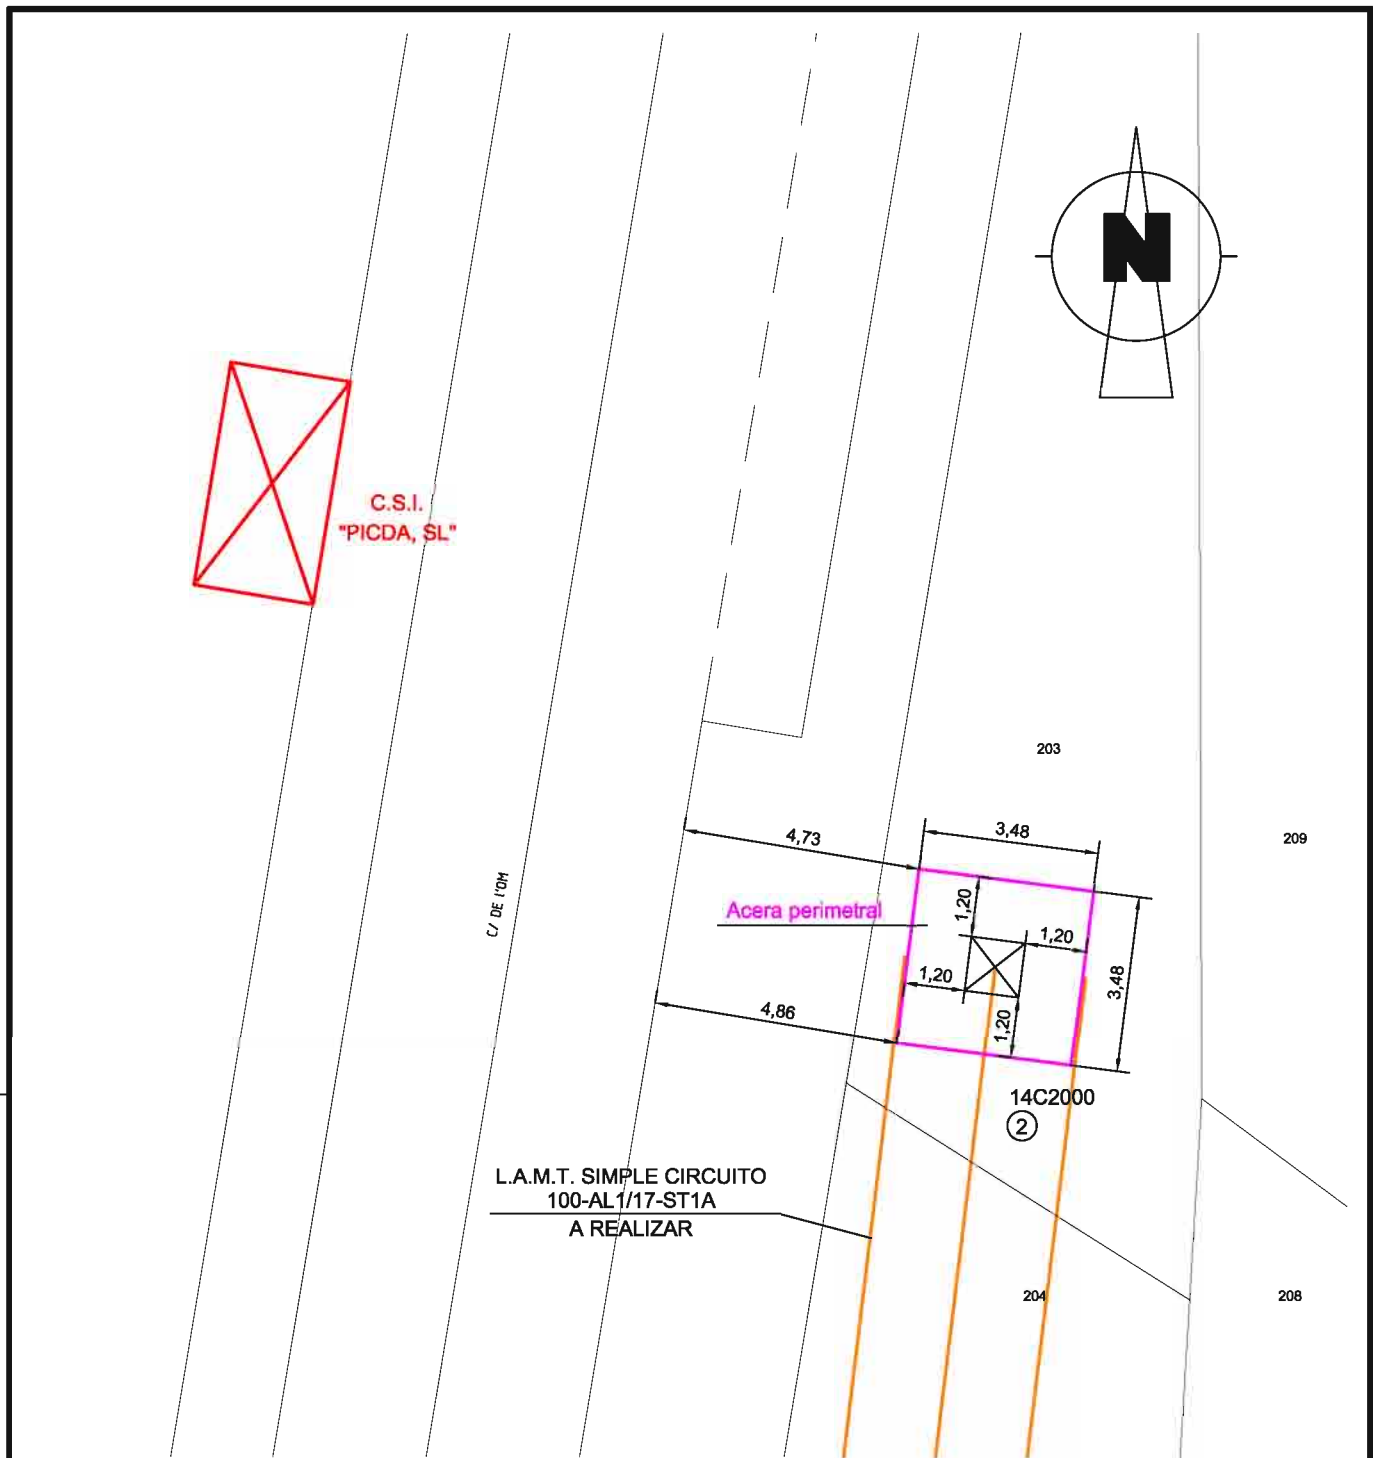 N
C.S.I.
"PICDA, SL"
203
209
4,73
3,48
C/ DE L'OM
Acera perimetral
1,20
1,20
1,20
3,48
4,86
1,20
14C2000
2
L.A.M.T. SIMPLE CIRCUITO
100-AL1/17-ST1A
A REALIZAR
204
208